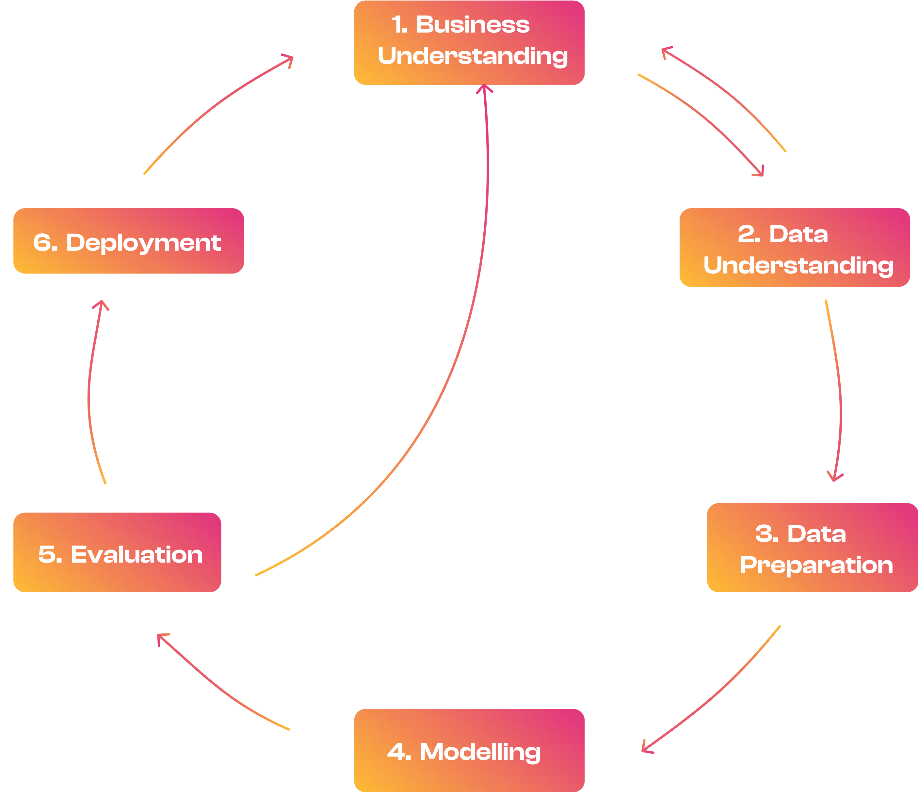 1. Business
Understanding
2. Data
Understanding
3. Data
Preparation
4. Modelling
5. Evaluation
6. Deployment